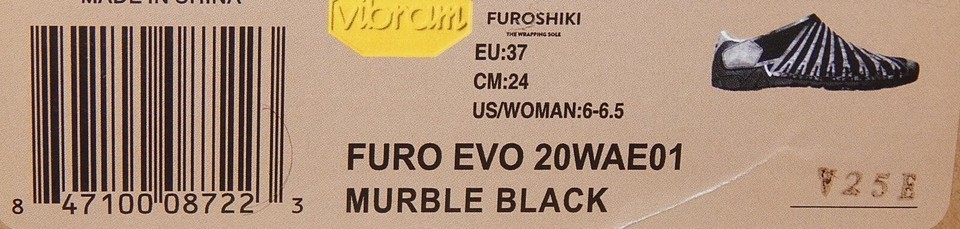 MADE IN CHINA
8 47100 08722 3
vibram
FUROSHIKI
THE WRAPPING SOLE
EU:37
CM:24
US/WOMAN:6-6.5
FURO EVO 20WAE01
MURBLE BLACK
V25E